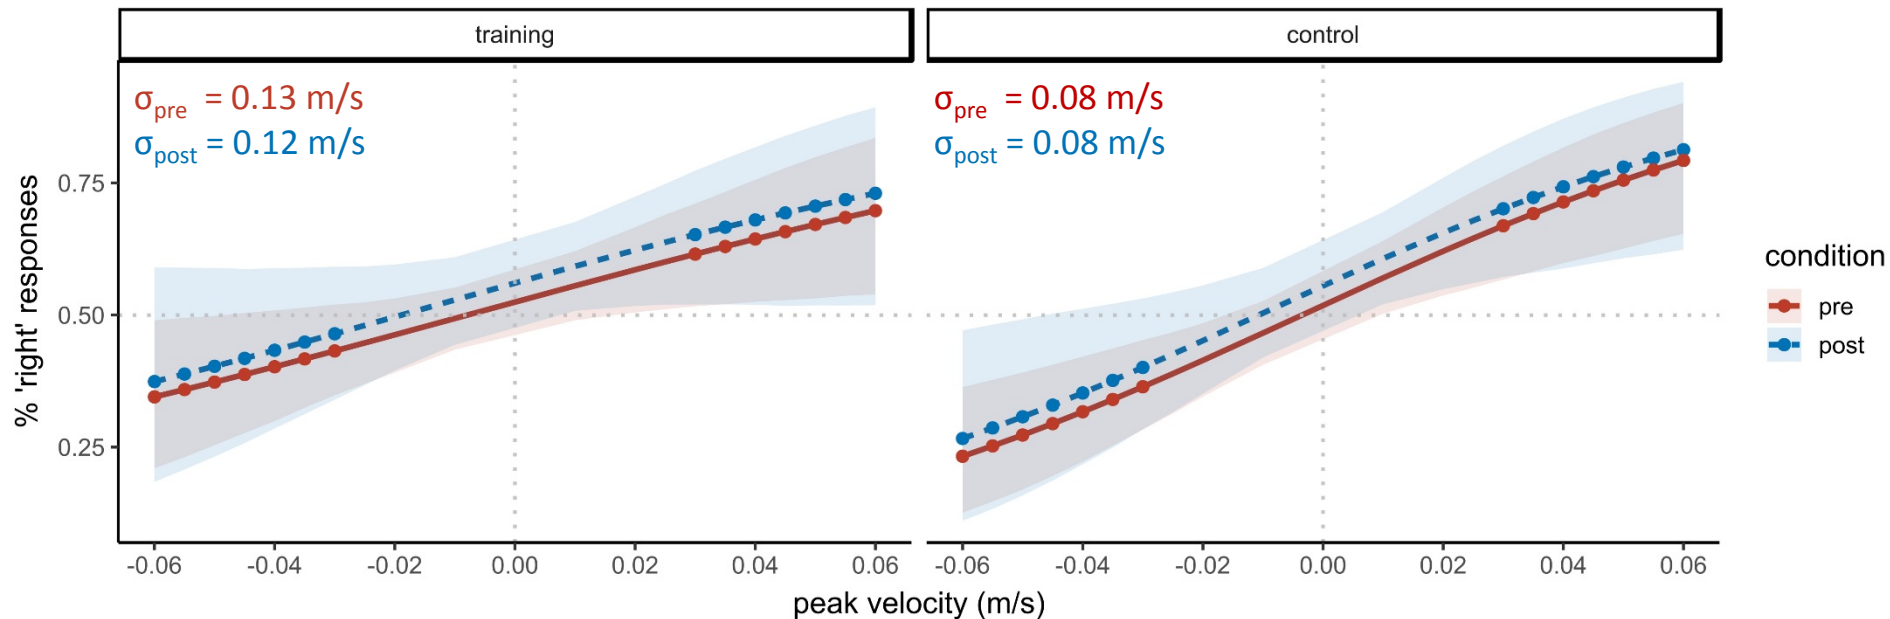 training
σpre = 0.13 m/s
σpost = 0.12 m/s
control
σpre = 0.08 m/s
σpost = 0.08 m/s
% 'right' responses
0.75
0.50
0.25
-0.06 -0.04 -0.02 0.00 0.02 0.04 0.06
-0.06 -0.04 -0.02 0.00 0.02 0.04 0.06
peak velocity (m/s)
condition
pre
post